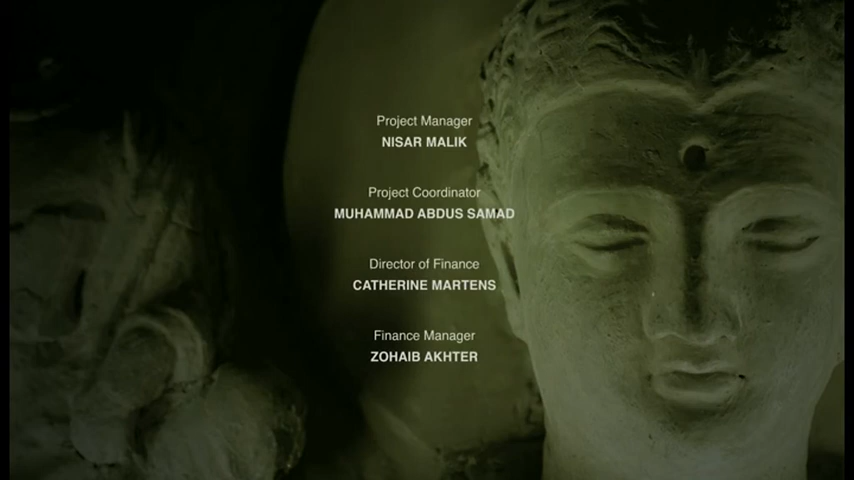 Project Manager
NISAR MALIK
Project Coordinator
MUHAMMAD ABDUS SAMAD
Director of Finance
CATHERINE MARTENS
Finance Manager
ZOHAIB AKHTER